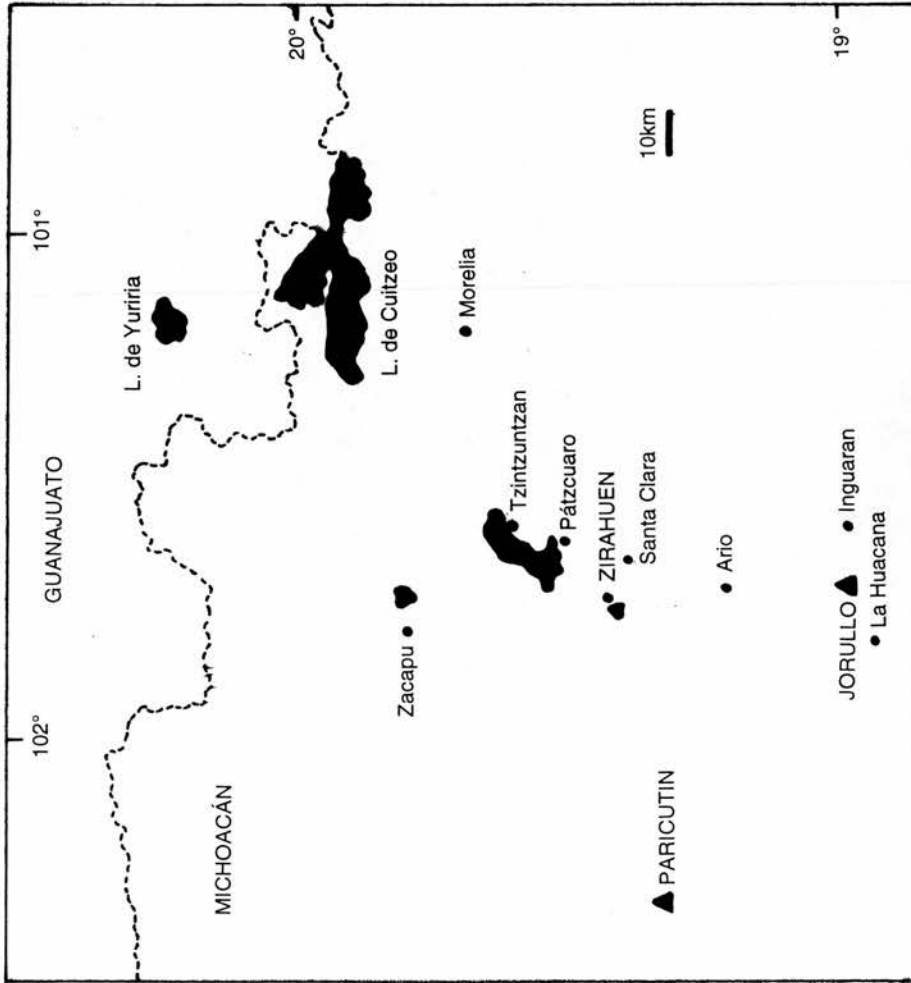 101°
102°
20°
19°
GUANAJUATO
L. de Yuriria
L. de Cuitzeo
MICHOACÁN
Morelia
Zacapu
Tzintzuntzan
Pátzcuaro
ZIRAHUEN
Santa Clara
Ario
10km
PARICUTIN
JORULLO
Inguaran
La Huacana